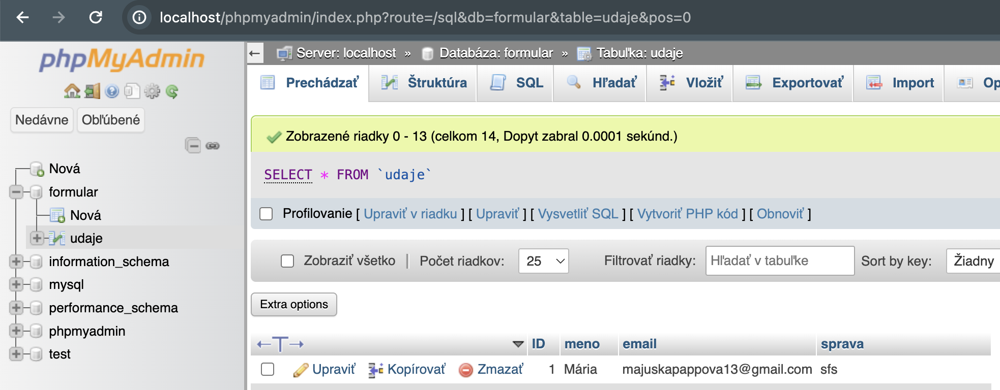 localhost/phpmyadmin/index.php?route=/sql&db=formular&table=udaje&pos=0
phpMyAdmin
Nedávne Obľúbené
Nová
formular
Nová
udaje
information_schema
mysql
performance_schema
phpmyadmin
test
Server: localhost » Databáza: formular » Tabuľka: udaje
Prechádzať Štruktúra SQL Hľadať Vložiť Exportovať Import Op
Zobrazené riadky 0 - 13 (celkom 14, Dopyt zabral 0.0001 sekúnd.)
SELECT * FROM `udaje`
Profilovanie [ Upraviť v riadku ] [ Upraviť ] [ Vysvetliť SQL ] [ Vytvoriť PHP kód ] [ Obnoviť ]
Zobraziť všetko | Počet riadkov: 25 Filtrovať riadky: Hľadať v tabuľke Sort by key: Žiadny
Extra options
←T→ ID meno email sprava
Upraviť Kopírovať Zmazať 1 Mária majuskapappova13@gmail.com sfs